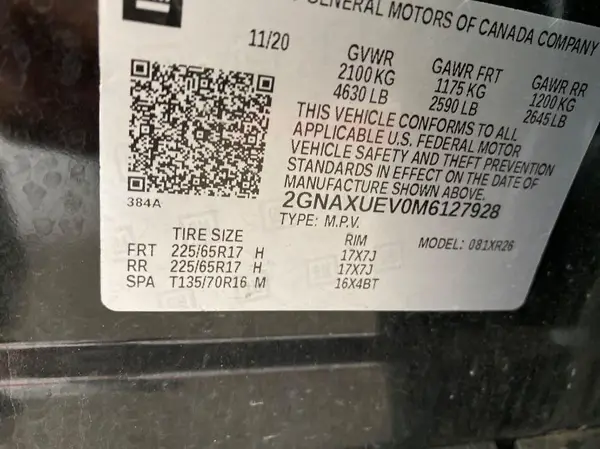 GENERAL MOTORS OF CANADA COMPANY
11/20
GVWR GAWR FRT GAWR RR
2100 KG 1175 KG 1200 KG
4630 LB 2590 LB 2645 LB
THIS VEHICLE CONFORMS TO ALL
APPLICABLE U.S. FEDERAL MOTOR
VEHICLE SAFETY AND THEFT PREVENTION
STANDARDS IN EFFECT ON THE DATE OF
MANUFACTURE SHOWN ABOVE.
384A
2GNAXUEV0M6127928
TYPE: M.P.V. MODEL: 081XR26
TIRE SIZE RIM
FRT 225/65R17 H 17X7J
RR 225/65R17 H 17X7J
SPA T135/70R16 M 16X4BT